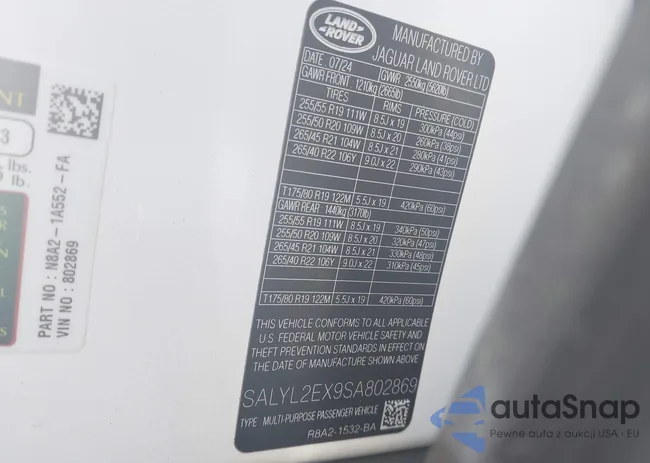 LAND
ROVER
MANUFACTURED BY
JAGUAR LAND ROVER LTD
DATE: 07/24 GVWR 2550kg (5620lb)
GAWR FRONT 1210kg (2665lb)
TIRES RIMS PRESSURE (COLD)
255/55 R19 111W 8.5J x 19 300kPa (44psi)
255/50 R20 109W 8.5J x 20 260kPa (38psi)
265/45 R21 104W 8.5J x 21 280kPa (41psi)
265/40 R22 106Y 9.0J x 22 290kPa (43psi)
T175/80 R19 122M 5.5J x 19 420kPa (60psi)
GAWR REAR 1440kg (3170lb)
255/55 R19 111W 8.5J x 19 340kPa (50psi)
255/50 R20 109W 8.5J x 20 320kPa (47psi)
265/45 R21 104W 8.5J x 21 330kPa (48psi)
265/40 R22 106Y 9.0J x 22 310kPa (45psi)
T175/80 R19 122M 5.5J x 19 420kPa (60psi)
THIS VEHICLE CONFORMS TO ALL APPLICABLE
U.S. FEDERAL MOTOR VEHICLE SAFETY AND
THEFT PREVENTION STANDARDS IN EFFECT ON
THE DATE OF MANUFACTURE SHOWN ABOVE
SALYL2EX9SA802869
TYPE: MULTI-PURPOSE PASSENGER VEHICLE
R8A2-1532-BA
NT
3
lbs.
lb.
PART NO : N8A2-1A552-FA
VIN NO : 802869
autaSnap
Pewne auta z aukcji USA · EU